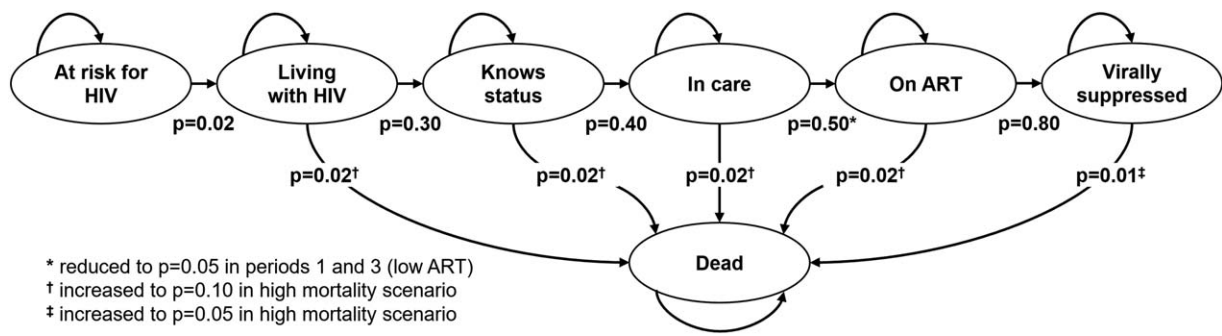 At risk for
HIV
Living
with HIV
Knows
status
In care
On ART
Virally
suppressed
p=0.02
p=0.30
p=0.40
p=0.50*
p=0.80
p=0.02†
p=0.02†
p=0.02†
p=0.02†
p=0.01‡
Dead
* reduced to p=0.05 in periods 1 and 3 (low ART)
† increased to p=0.10 in high mortality scenario
‡ increased to p=0.05 in high mortality scenario